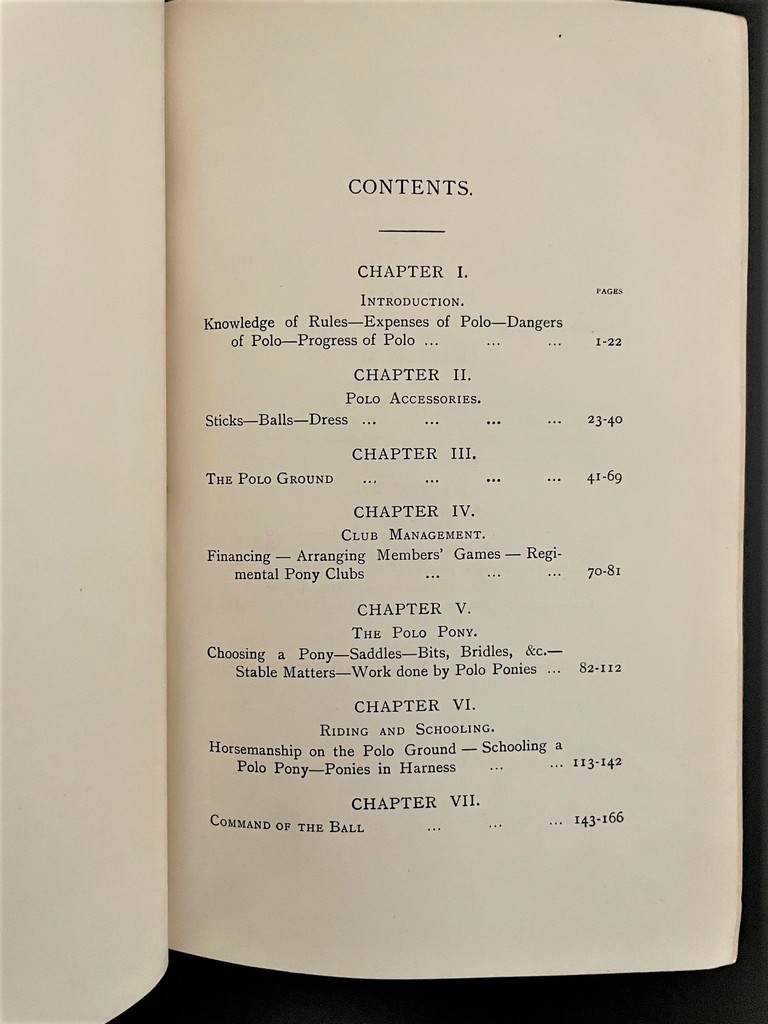 CONTENTS.
CHAPTER I.
PAGES
INTRODUCTION.
Knowledge of Rules—Expenses of Polo—Dangers
of Polo—Progress of Polo ... ... ... 1-22
CHAPTER II.
POLO ACCESSORIES.
Sticks—Balls—Dress ... ... ... ... 23-40
CHAPTER III.
THE POLO GROUND ... ... ... ... 41-69
CHAPTER IV.
CLUB MANAGEMENT.
Financing — Arranging Members' Games — Regi-
mental Pony Clubs ... ... ... 70-81
CHAPTER V.
THE POLO PONY.
Choosing a Pony—Saddles—Bits, Bridles, &c.—
Stable Matters—Work done by Polo Ponies ... 82-112
CHAPTER VI.
RIDING AND SCHOOLING.
Horsemanship on the Polo Ground — Schooling a
Polo Pony—Ponies in Harness ... ... 113-142
CHAPTER VII.
COMMAND OF THE BALL ... ... ... 143-166